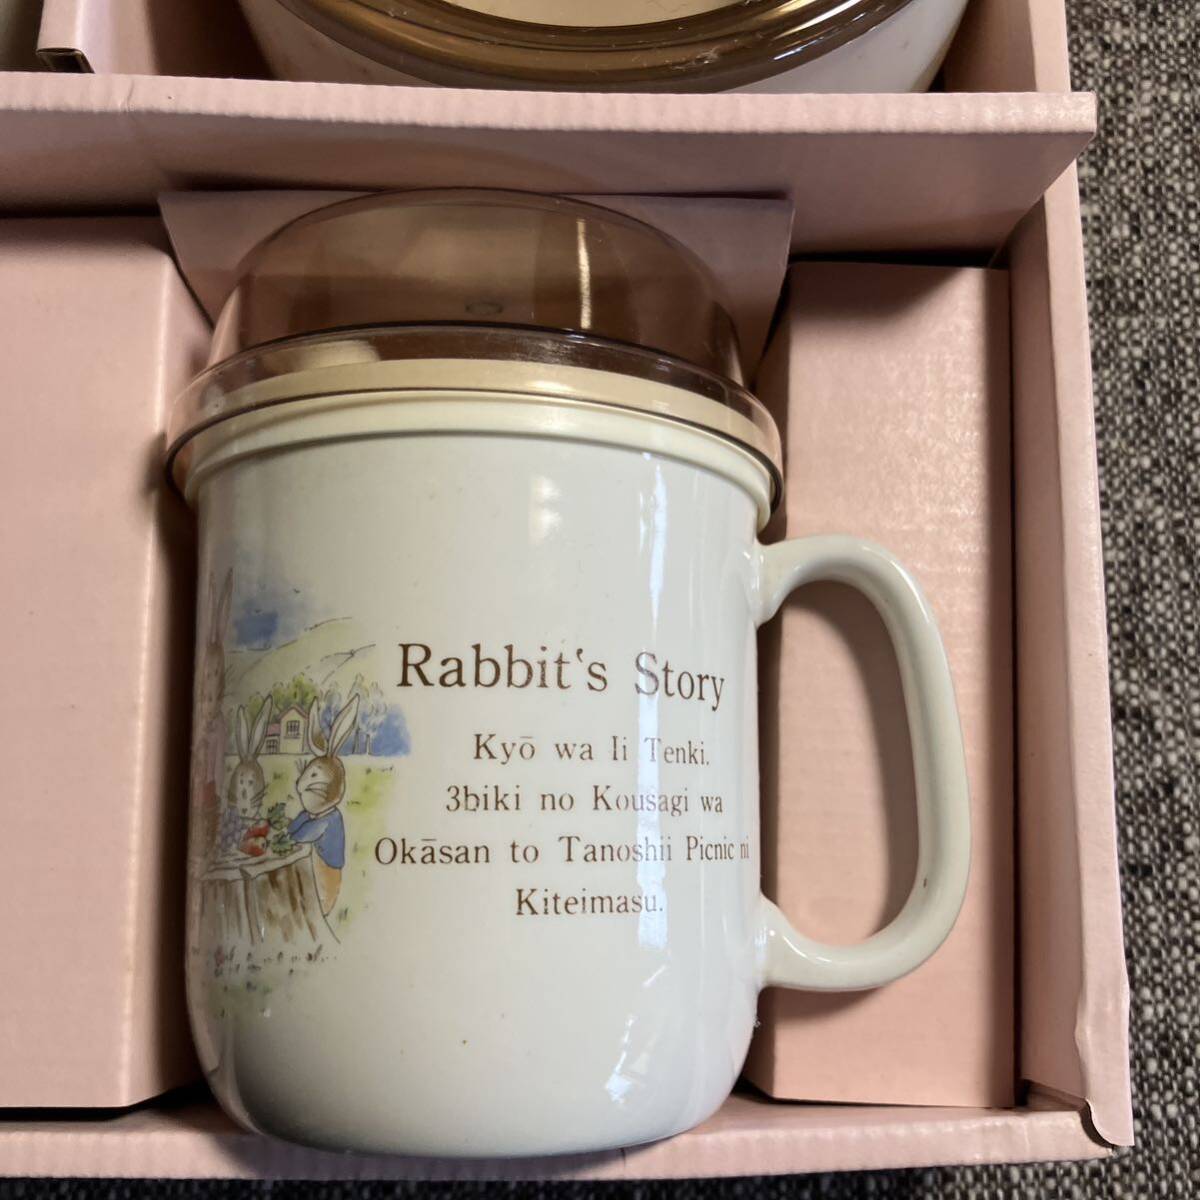 Rabbit's Story
Kyō wa Ii Tenki.
3biki no Kousagi wa
Okāsan to Tanoshii Picnic ni
Kiteimasu.